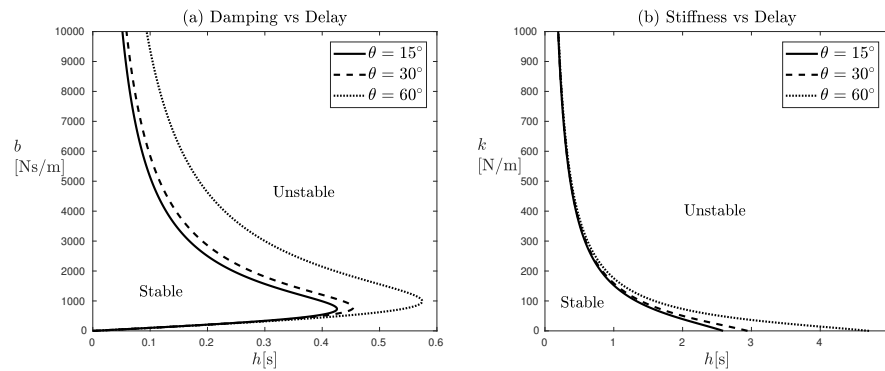 (a) Damping vs Delay
10000
9000
8000
7000
6000
5000
4000
3000
2000
1000
0
b
[Ns/m]
θ = 15°
θ = 30°
θ = 60°
Unstable
Stable
0 0.1 0.2 0.3 0.4 0.5 0.6
h[s]
(b) Stiffness vs Delay
1000
900
800
700
600
500
400
300
200
100
0
k
[N/m]
θ = 15°
θ = 30°
θ = 60°
Unstable
Stable
0 1 2 3 4
h[s]